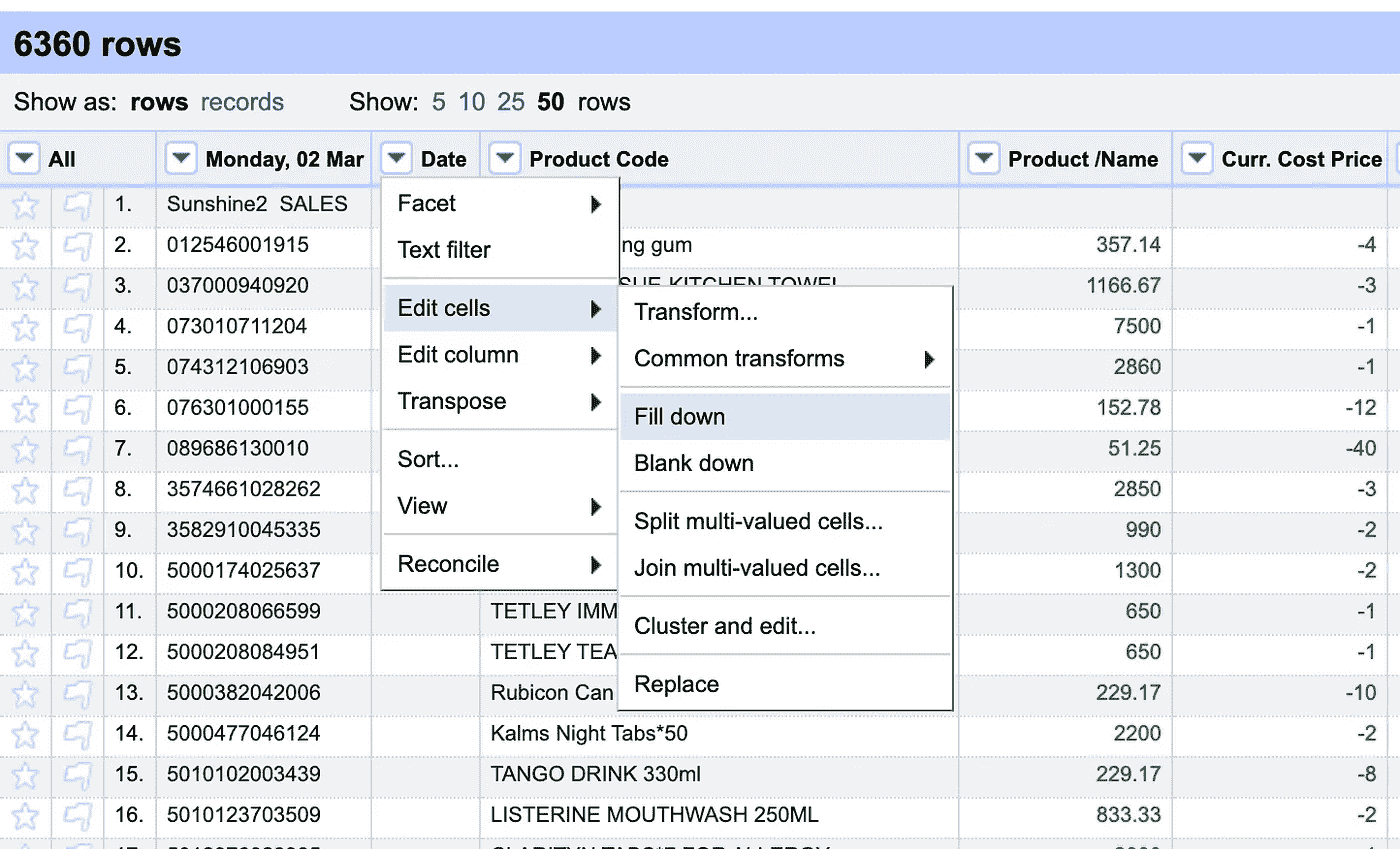 6360 rows
Show as: rows records Show: 5 10 25 50 rows
All Monday, 02 Mar Date Product Code Product /Name Curr. Cost Price
1. Sunshine2 SALES
2. 012546001915 ng gum 357.14 -4
3. 037000940920 SUE KITCHEN TOWEL 1166.67 -3
4. 073010711204 7500 -1
5. 074312106903 2860 -1
6. 076301000155 152.78 -12
7. 089686130010 51.25 -40
8. 3574661028262 2850 -3
9. 3582910045335 990 -2
10. 5000174025637 1300 -2
11. 5000208066599 TETLEY IMM 650 -1
12. 5000208084951 TETLEY TEA 650 -1
13. 5000382042006 Rubicon Can 229.17 -10
14. 5000477046124 Kalms Night Tabs*50 2200 -2
15. 5010102003439 TANGO DRINK 330ml 229.17 -8
16. 5010123703509 LISTERINE MOUTHWASH 250ML 833.33 -2
Facet
Text filter
Edit cells
Edit column
Transpose
Sort...
View
Reconcile
Transform...
Common transforms
Fill down
Blank down
Split multi-valued cells...
Join multi-valued cells...
Cluster and edit...
Replace